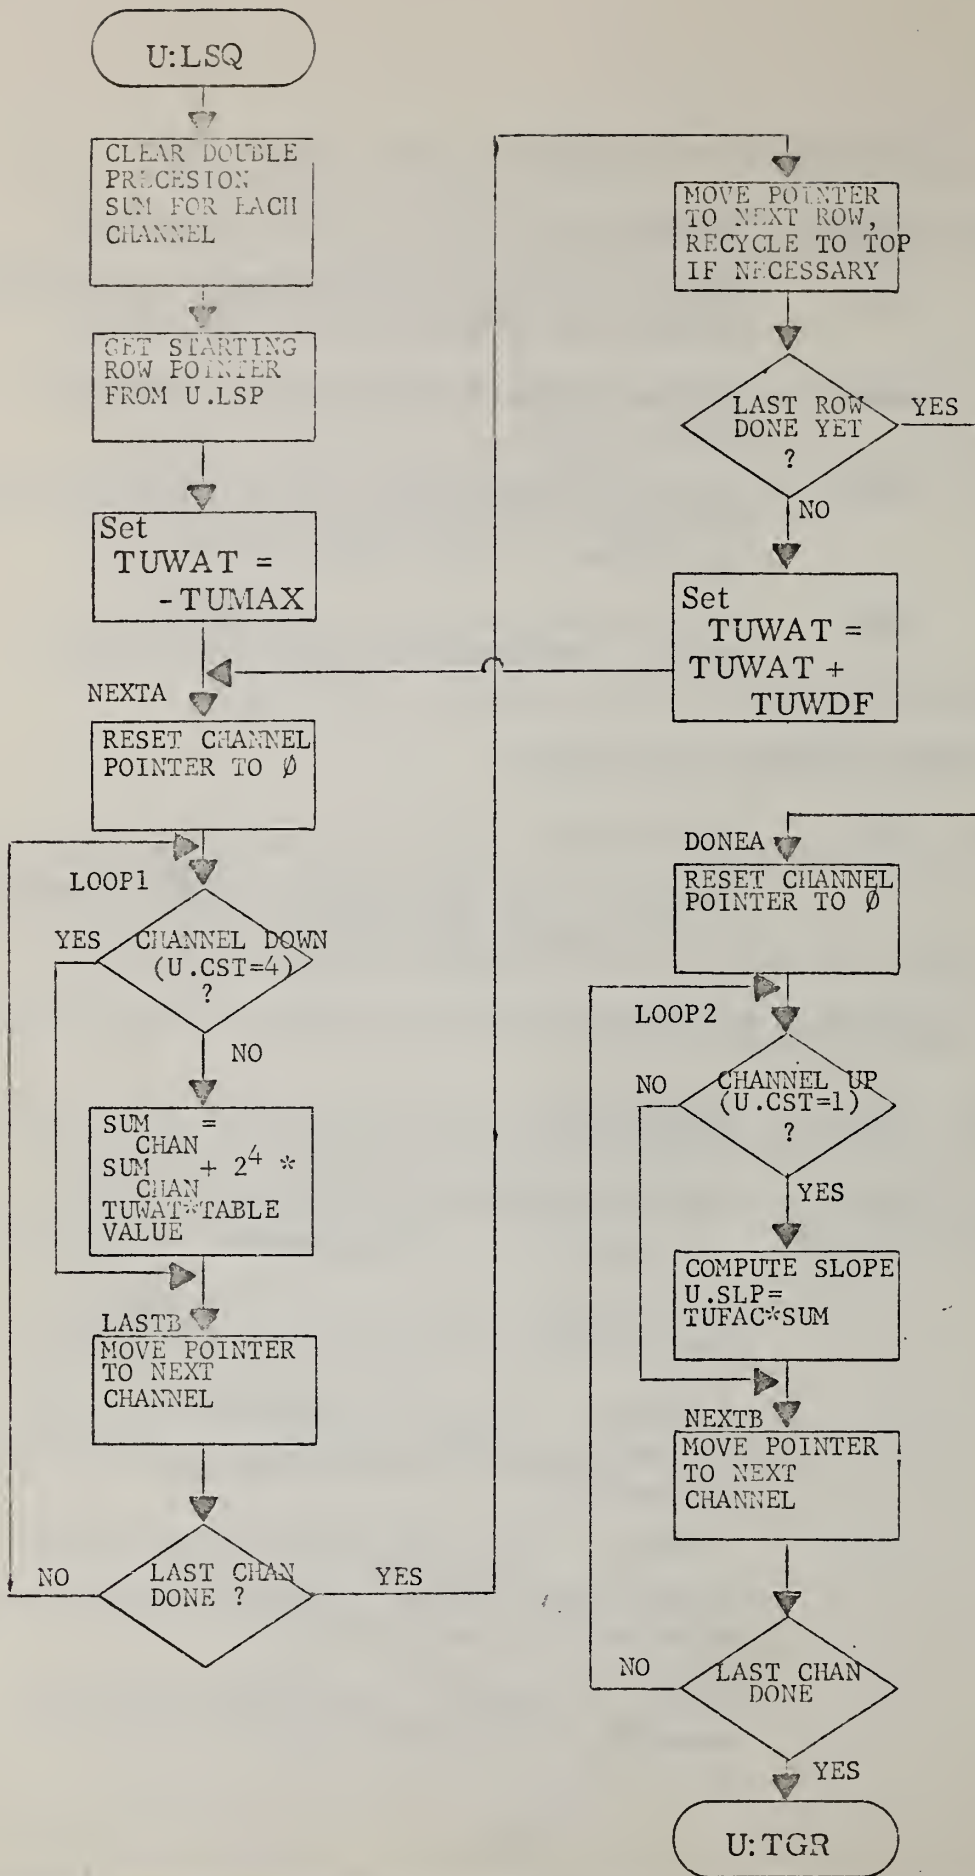 U:LSQ
CLEAR DOUBLE
PRECESION
SUM FOR EACH
CHANNEL
GET STARTING
ROW POINTER
FROM U.LSP
Set
TUWAT =
-TUMAX
NEXTA
RESET CHANNEL
POINTER TO Ø
LOOP1
YES
CHANNEL DOWN
(U.CST=4)
?
NO
SUM =
CHAN
SUM + 2⁴ *
CHAN
TUWAT*TABLE
VALUE
LASTB
MOVE POINTER
TO NEXT
CHANNEL
NO
LAST CHAN
DONE ?
YES
MOVE POINTER
TO NEXT ROW,
RECYCLE TO TOP
IF NECESSARY
LAST ROW
DONE YET
?
YES
NO
Set
TUWAT =
TUWAT +
TUWDF
DONEA
RESET CHANNEL
POINTER TO Ø
LOOP2
NO
CHANNEL UP
(U.CST=1)
?
YES
COMPUTE SLOPE
U.SLP=
TUFAC*SUM
NEXTB
MOVE POINTER
TO NEXT
CHANNEL
NO
LAST CHAN
DONE
YES
U:TGR